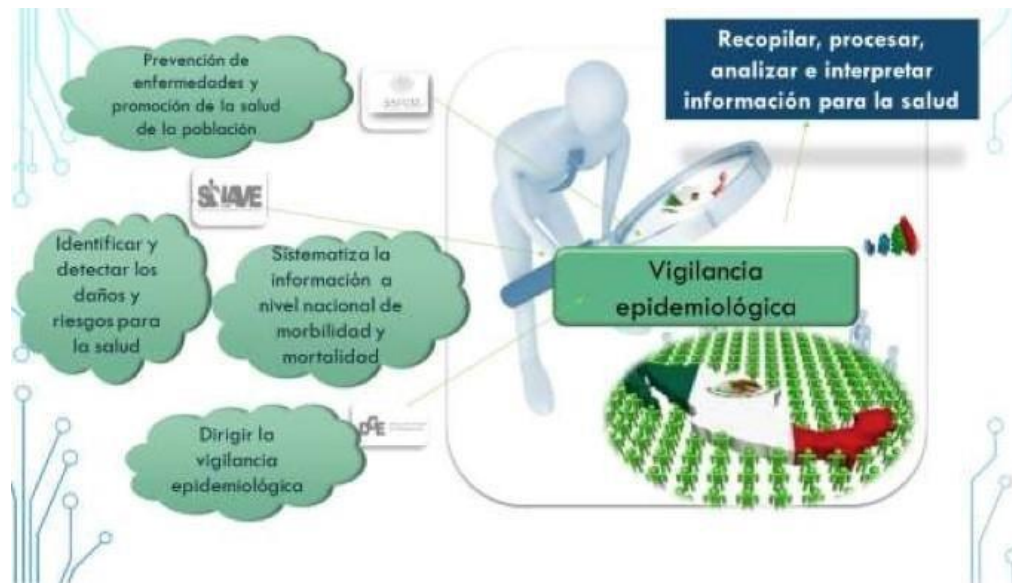 Prevención de
enfermedades y
promoción de la salud
de la población
Recopilar, procesar,
analizar e interpretar
información para la salud
Identificar y
detectar los
daños y
riesgos para
la salud
Sistematiza la
información a
nivel nacional de
morbilidad y
mortalidad
Vigilancia
epidemiológica
Dirigir la
vigilancia
epidemiológica